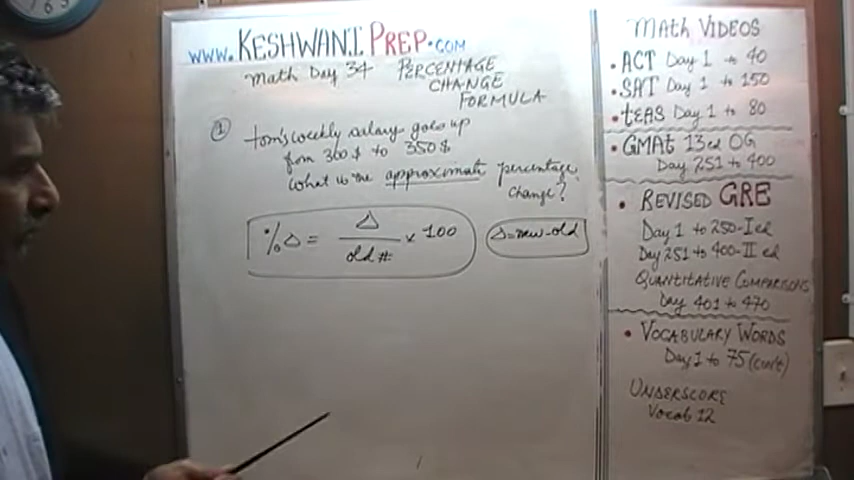 www.KESHWANI PREP.COM
Math Day 34 PERCENTAGE
CHANGE
FORMULA
① Tom's weekly salary goes up
from 300$ to 350$
What is the approximate percentage
change?
%Δ = Δ / old # × 100
Δ=new-old
MATH VIDEOS
• ACT Day 1 to 40
• SAT Day 1 to 150
• TEAS Day 1 to 80
• GMAT 13ed OG
Day 251 to 400
• REVISED GRE
Day 1 to 250-I ed
Day 251 to 400-II ed
QUANTITATIVE COMPARISONS
Day 401 to 470
• VOCABULARY WORDS
Day 1 to 75 (con't)
UNDERSCORE
Vocab 12